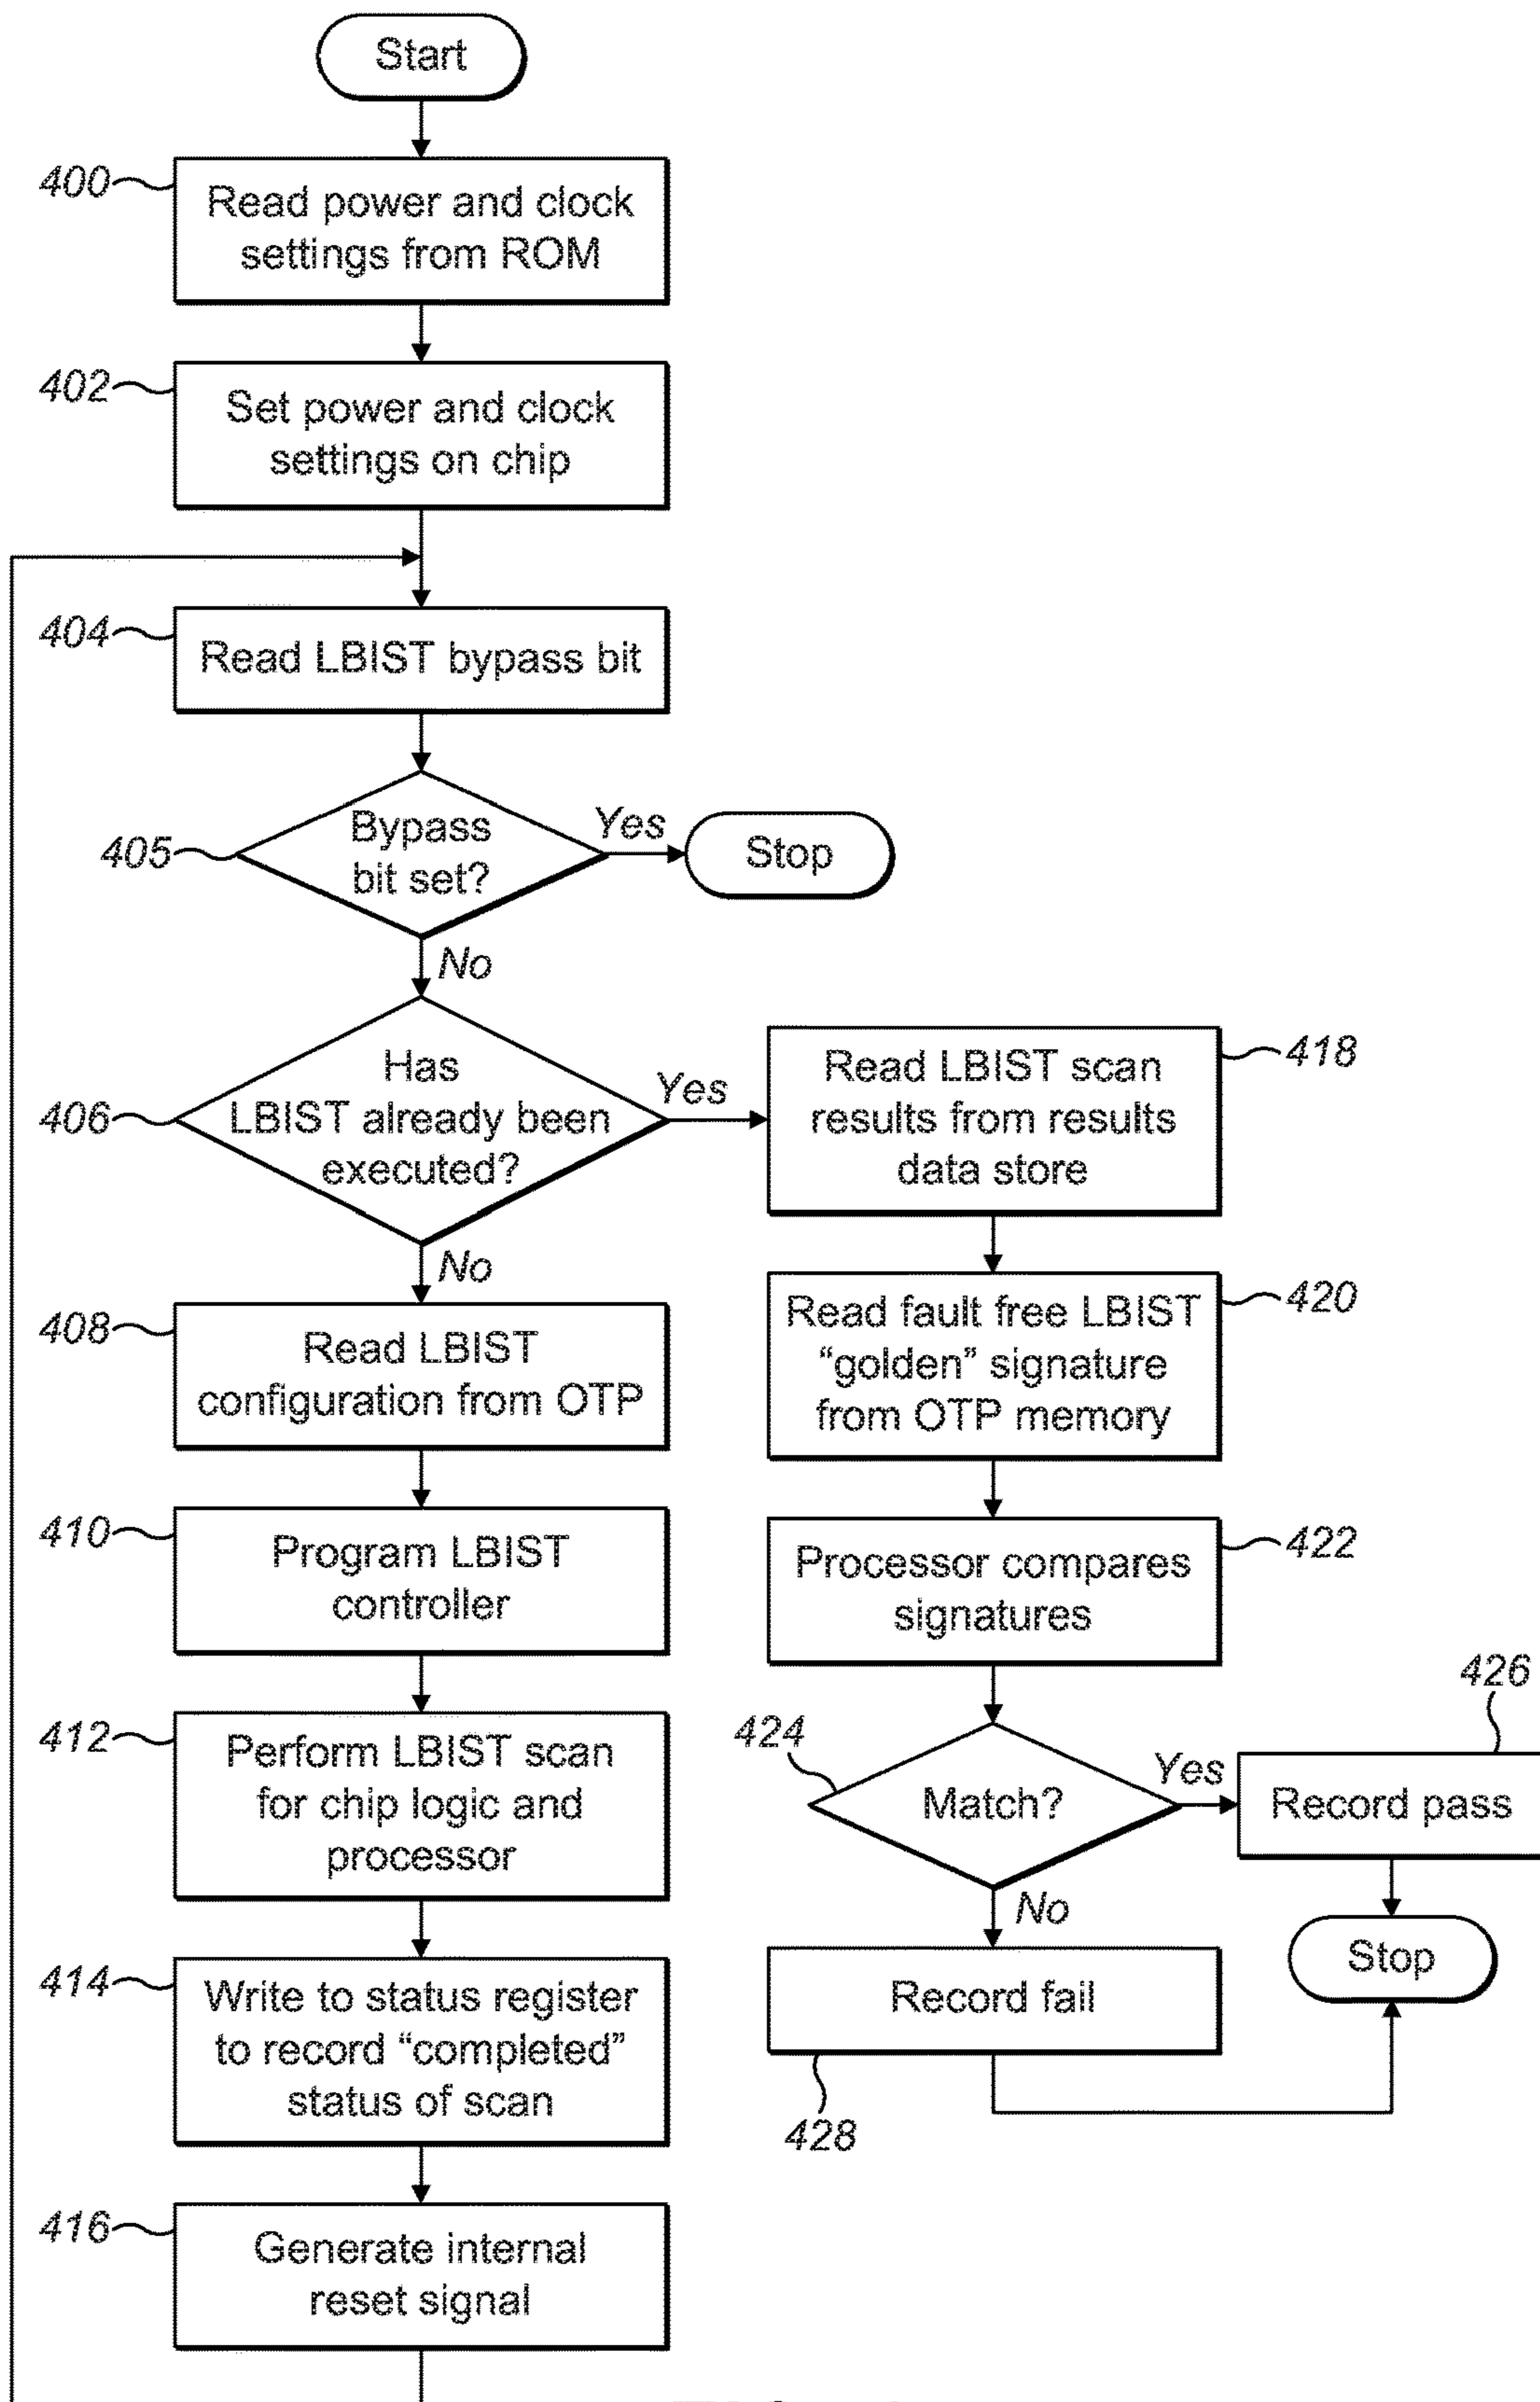 Start
400
Read power and clock
settings from ROM
402
Set power and clock
settings on chip
404
Read LBIST bypass bit
405
Bypass
bit set?
Yes
Stop
No
406
Has
LBIST already been
executed?
Yes
No
418
Read LBIST scan
results from results
data store
408
Read LBIST
configuration from OTP
420
Read fault free LBIST
“golden” signature
from OTP memory
410
Program LBIST
controller
422
Processor compares
signatures
412
Perform LBIST scan
for chip logic and
processor
424
Match?
Yes
426
Record pass
No
Stop
414
Write to status register
to record “completed”
status of scan
Record fail
428
416
Generate internal
reset signal